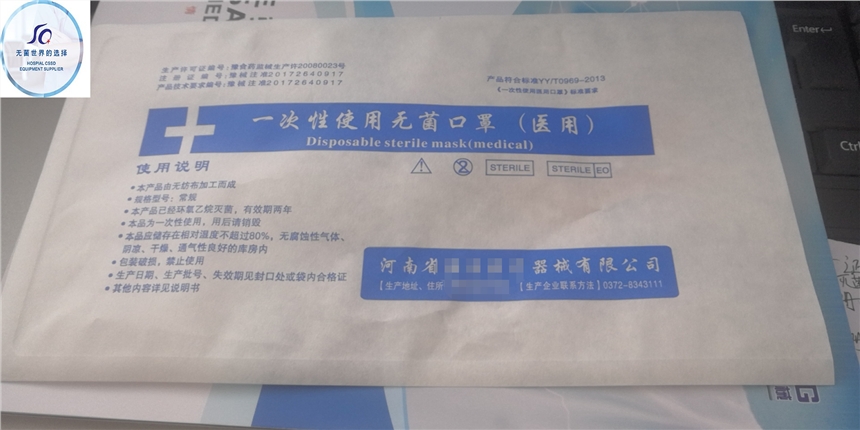 无菌世界的选择
HOSPIAL CSSD
EQUIPMENT SUPPLIER
Enter
Ctrl
生产许可证编号：豫食药监械生产许20080023号
注册证编号：豫械注准20172640917
产品技术要求编号：豫械注准20172640917
产品符合标准YY/T0969-2013
《一次性使用医用口罩》标准要求
一次性使用无菌口罩（医用）
Disposable sterile mask(medical)
STERILE
STERILE EO
使用说明
•本产品由无纺布加工而成
•规格型号：常规
•本产品已经环氧乙烷灭菌，有效期两年
•本品为一次性使用，用后请销毁
•本品应储存在相对湿度不超过80%，无腐蚀性气体、
阴凉、干燥、通气性良好的库房内
•包装破损，禁止使用
•生产日期、生产批号、失效期见封口处或袋内合格证
•其他内容详见说明书
河南省 器械有限公司
【生产地址、住所 【生产企业联系方法】0372-8343111